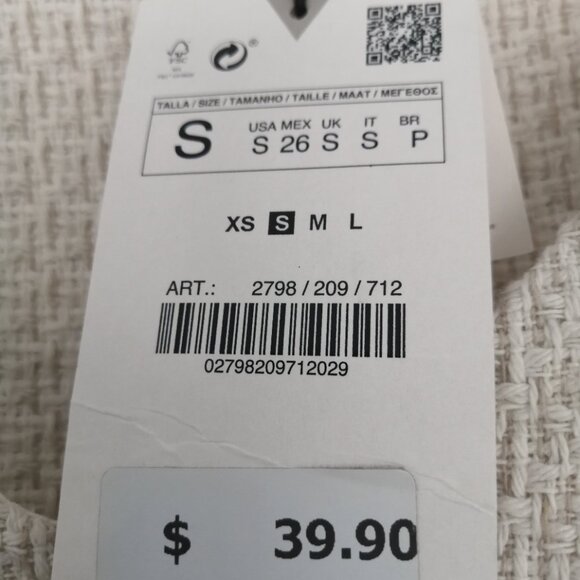 FSC
®
TALLA / SIZE / TAMANHO / TAILLE / MAAT / ΜΕΓΕΘΟΣ
S
USA MEX UK IT BR
S 26 S S P
XS S M L
ART.: 2798 / 209 / 712
02798209712029
$ 39.90